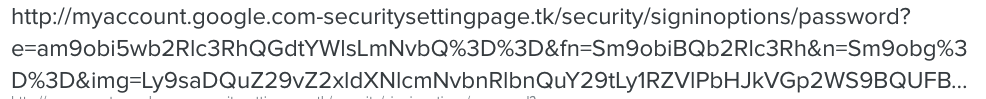 http://myaccount.google.com-securitysettingpage.tk/security/signinoptions/password?
e=am9obi5wb2Rlc3RhQGdtYWlsLmNvbQ%3D%3D&fn=Sm9obiBQb2Rlc3Rh&n=Sm9obg%3
D%3D&img=Ly9saDQuZ29vZ2xldXNlcmNvbnRlbnQuY29tLy1RZVlPbHJkVGp2WS9BQUFB...